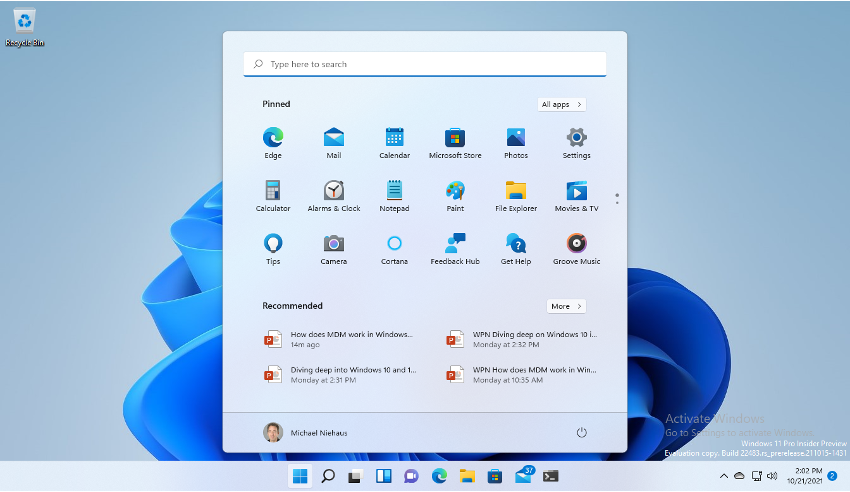 Recycle Bin
Type here to search
Pinned
All apps >
Edge
Mail
Calendar
Microsoft Store
Photos
Settings
Calculator
Alarms & Clock
Notepad
Paint
File Explorer
Movies & TV
Tips
Camera
Cortana
Feedback Hub
Get Help
Groove Music
Recommended
More >
How does MDM work in Windows...
14m ago
WPN Diving deep on Windows 10 i...
Monday at 2:32 PM
Diving deep into Windows 10 and 1...
Monday at 2:31 PM
WPN How does MDM work in Win...
Monday at 10:35 AM
Michael Niehaus
Activate Windows
Go to Settings to activate Windows.
Windows 11 Pro Insider Preview
Evaluation copy. Build 22483.rs_prerelease.211015-1431
37
2:02 PM
10/21/2021
2